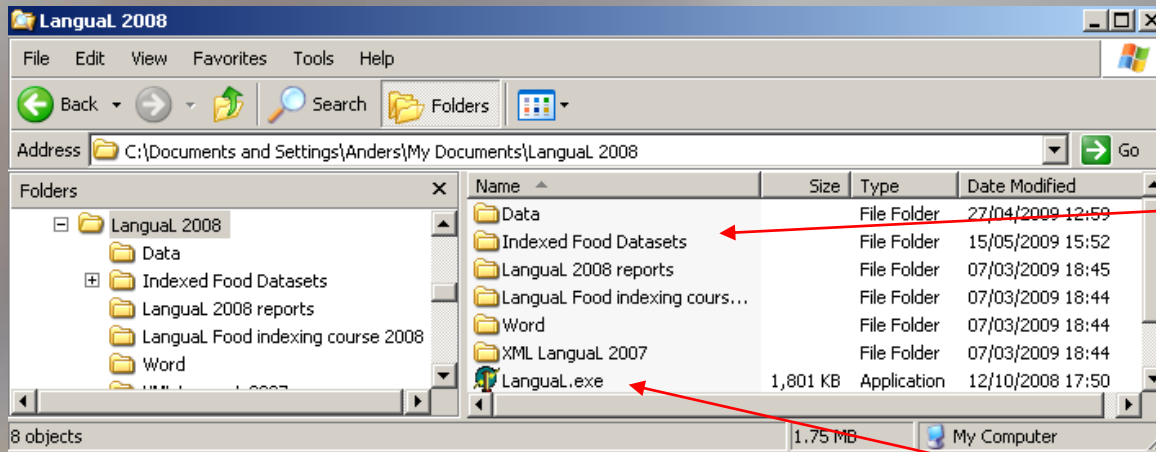 LanguaL 2008
File Edit View Favorites Tools Help
Back Search Folders
Address C:\Documents and Settings\Anders\My Documents\LanguaL 2008 Go
Folders
LanguaL 2008
Data
Indexed Food Datasets
LanguaL 2008 reports
LanguaL Food indexing course 2008
Word
Name Size Type Date Modified
Data File Folder 27/04/2009 12:59
Indexed Food Datasets File Folder 15/05/2009 15:52
LanguaL 2008 reports File Folder 07/03/2009 18:45
LanguaL Food indexing cours... File Folder 07/03/2009 18:44
Word File Folder 07/03/2009 18:44
XML LanguaL 2007 File Folder 07/03/2009 18:44
LanguaL.exe 1,801 KB Application 12/10/2008 17:50
8 objects 1.75 MB My Computer